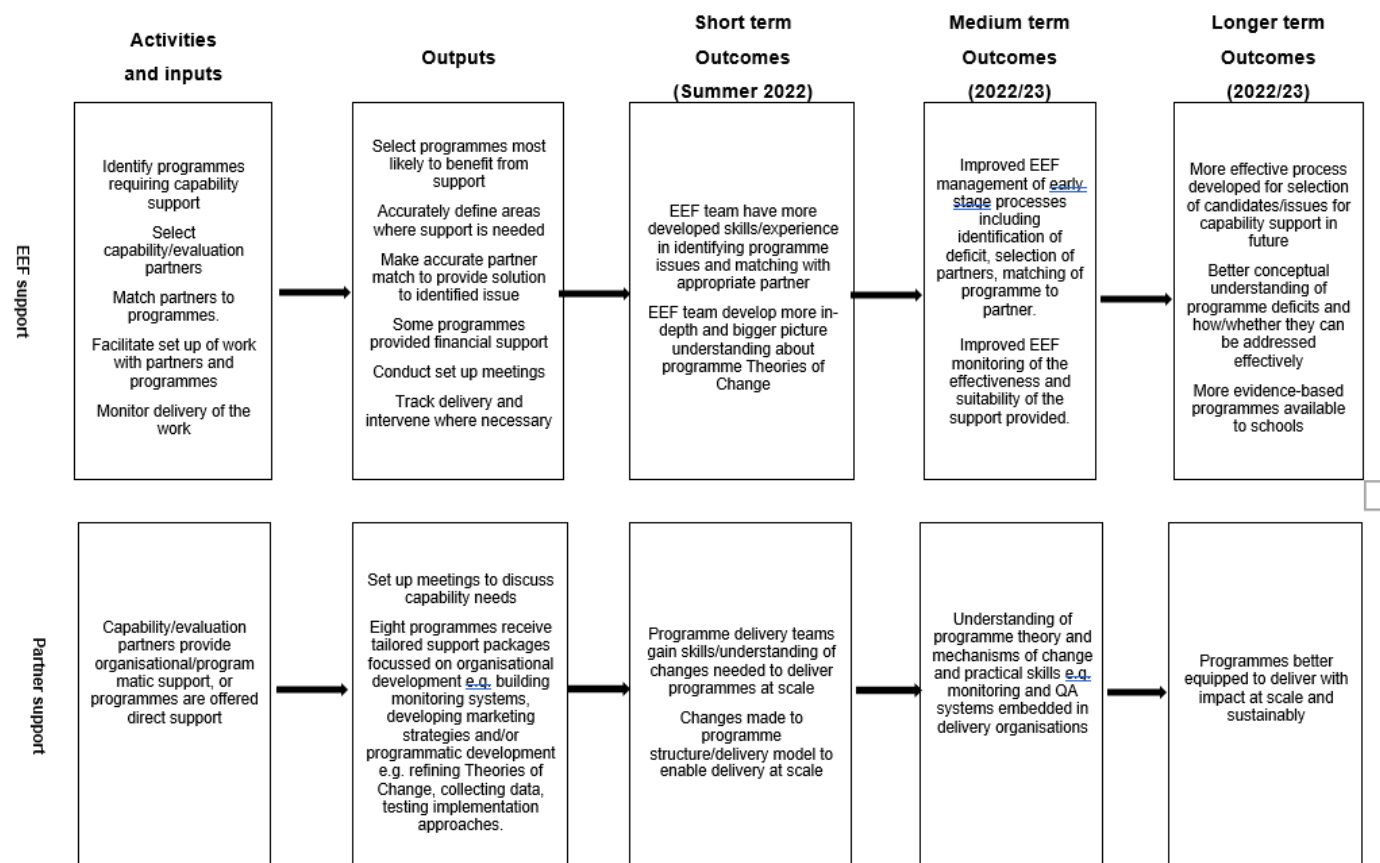 Activities
and inputs
Outputs
Short term
Outcomes
(Summer 2022)
Medium term
Outcomes
(2022/23)
Longer term
Outcomes
(2022/23)
EEF support
Identify programmes
requiring capability
support
Select
capability/evaluation
partners
Match partners to
programmes.
Facilitate set up of work
with partners and
programmes
Monitor delivery of the
work
Select programmes most
likely to benefit from
support
Accurately define areas
where support is needed
Make accurate partner
match to provide solution
to identified issue
Some programmes
provided financial support
Conduct set up meetings
Track delivery and
intervene where necessary
EEF team have more
developed skills/experience
in identifying programme
issues and matching with
appropriate partner
EEF team develop more in-
depth and bigger picture
understanding about
programme Theories of
Change
Improved EEF
management of early
stage processes
including
identification of
deficit, selection of
partners, matching of
programme to
partner.
Improved EEF
monitoring of the
effectiveness and
suitability of the
support provided.
More effective process
developed for selection
of candidates/issues for
capability support in
future
Better conceptual
understanding of
programme deficits and
how/whether they can
be addressed
effectively
More evidence-based
programmes available
to schools
Partner support
Capability/evaluation
partners provide
organisational/program
matic support, or
programmes are offered
direct support
Set up meetings to discuss
capability needs
Eight programmes receive
tailored support packages
focussed on organisational
development e.g. building
monitoring systems,
developing marketing
strategies and/or
programmatic development
e.g. refining Theories of
Change, collecting data,
testing implementation
approaches.
Programme delivery teams
gain skills/understanding of
changes needed to deliver
programmes at scale
Changes made to
programme
structure/delivery model to
enable delivery at scale
Understanding of
programme theory and
mechanisms of change
and practical skills e.g.
monitoring and QA
systems embedded in
delivery organisations
Programmes better
equipped to deliver with
impact at scale and
sustainably